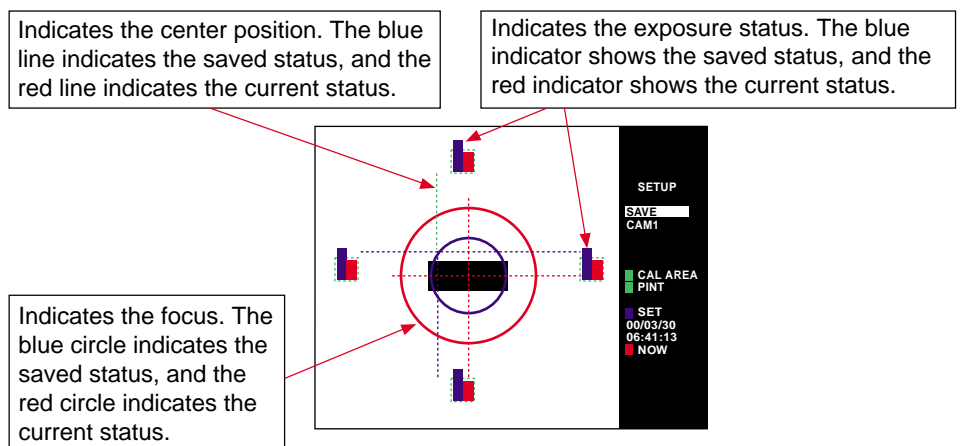 Indicates the center position. The blue
line indicates the saved status, and the
red line indicates the current status.
Indicates the exposure status. The blue
indicator shows the saved status, and the
red indicator shows the current status.
SETUP
SAVE
CAM1
CAL AREA
PINT
SET
00/03/30
06:41:13
NOW
Indicates the focus. The
blue circle indicates the
saved status, and the
red circle indicates the
current status.